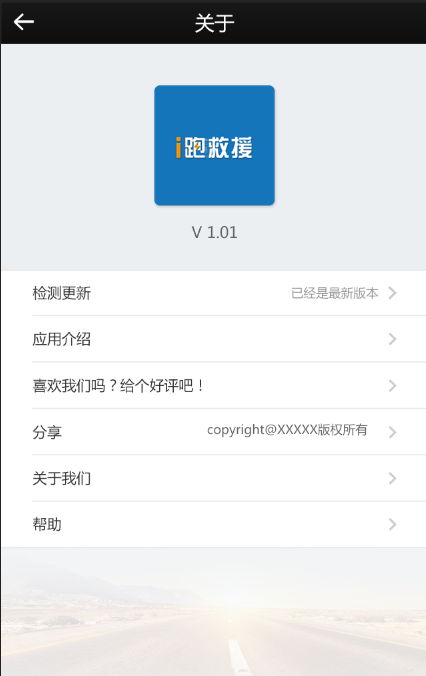 关于
i跑救援
V 1.01
检测更新 已经是最新版本
应用介绍
喜欢我们吗？给个好评吧！
分享 copyright@XXXXX版权所有
关于我们
帮助